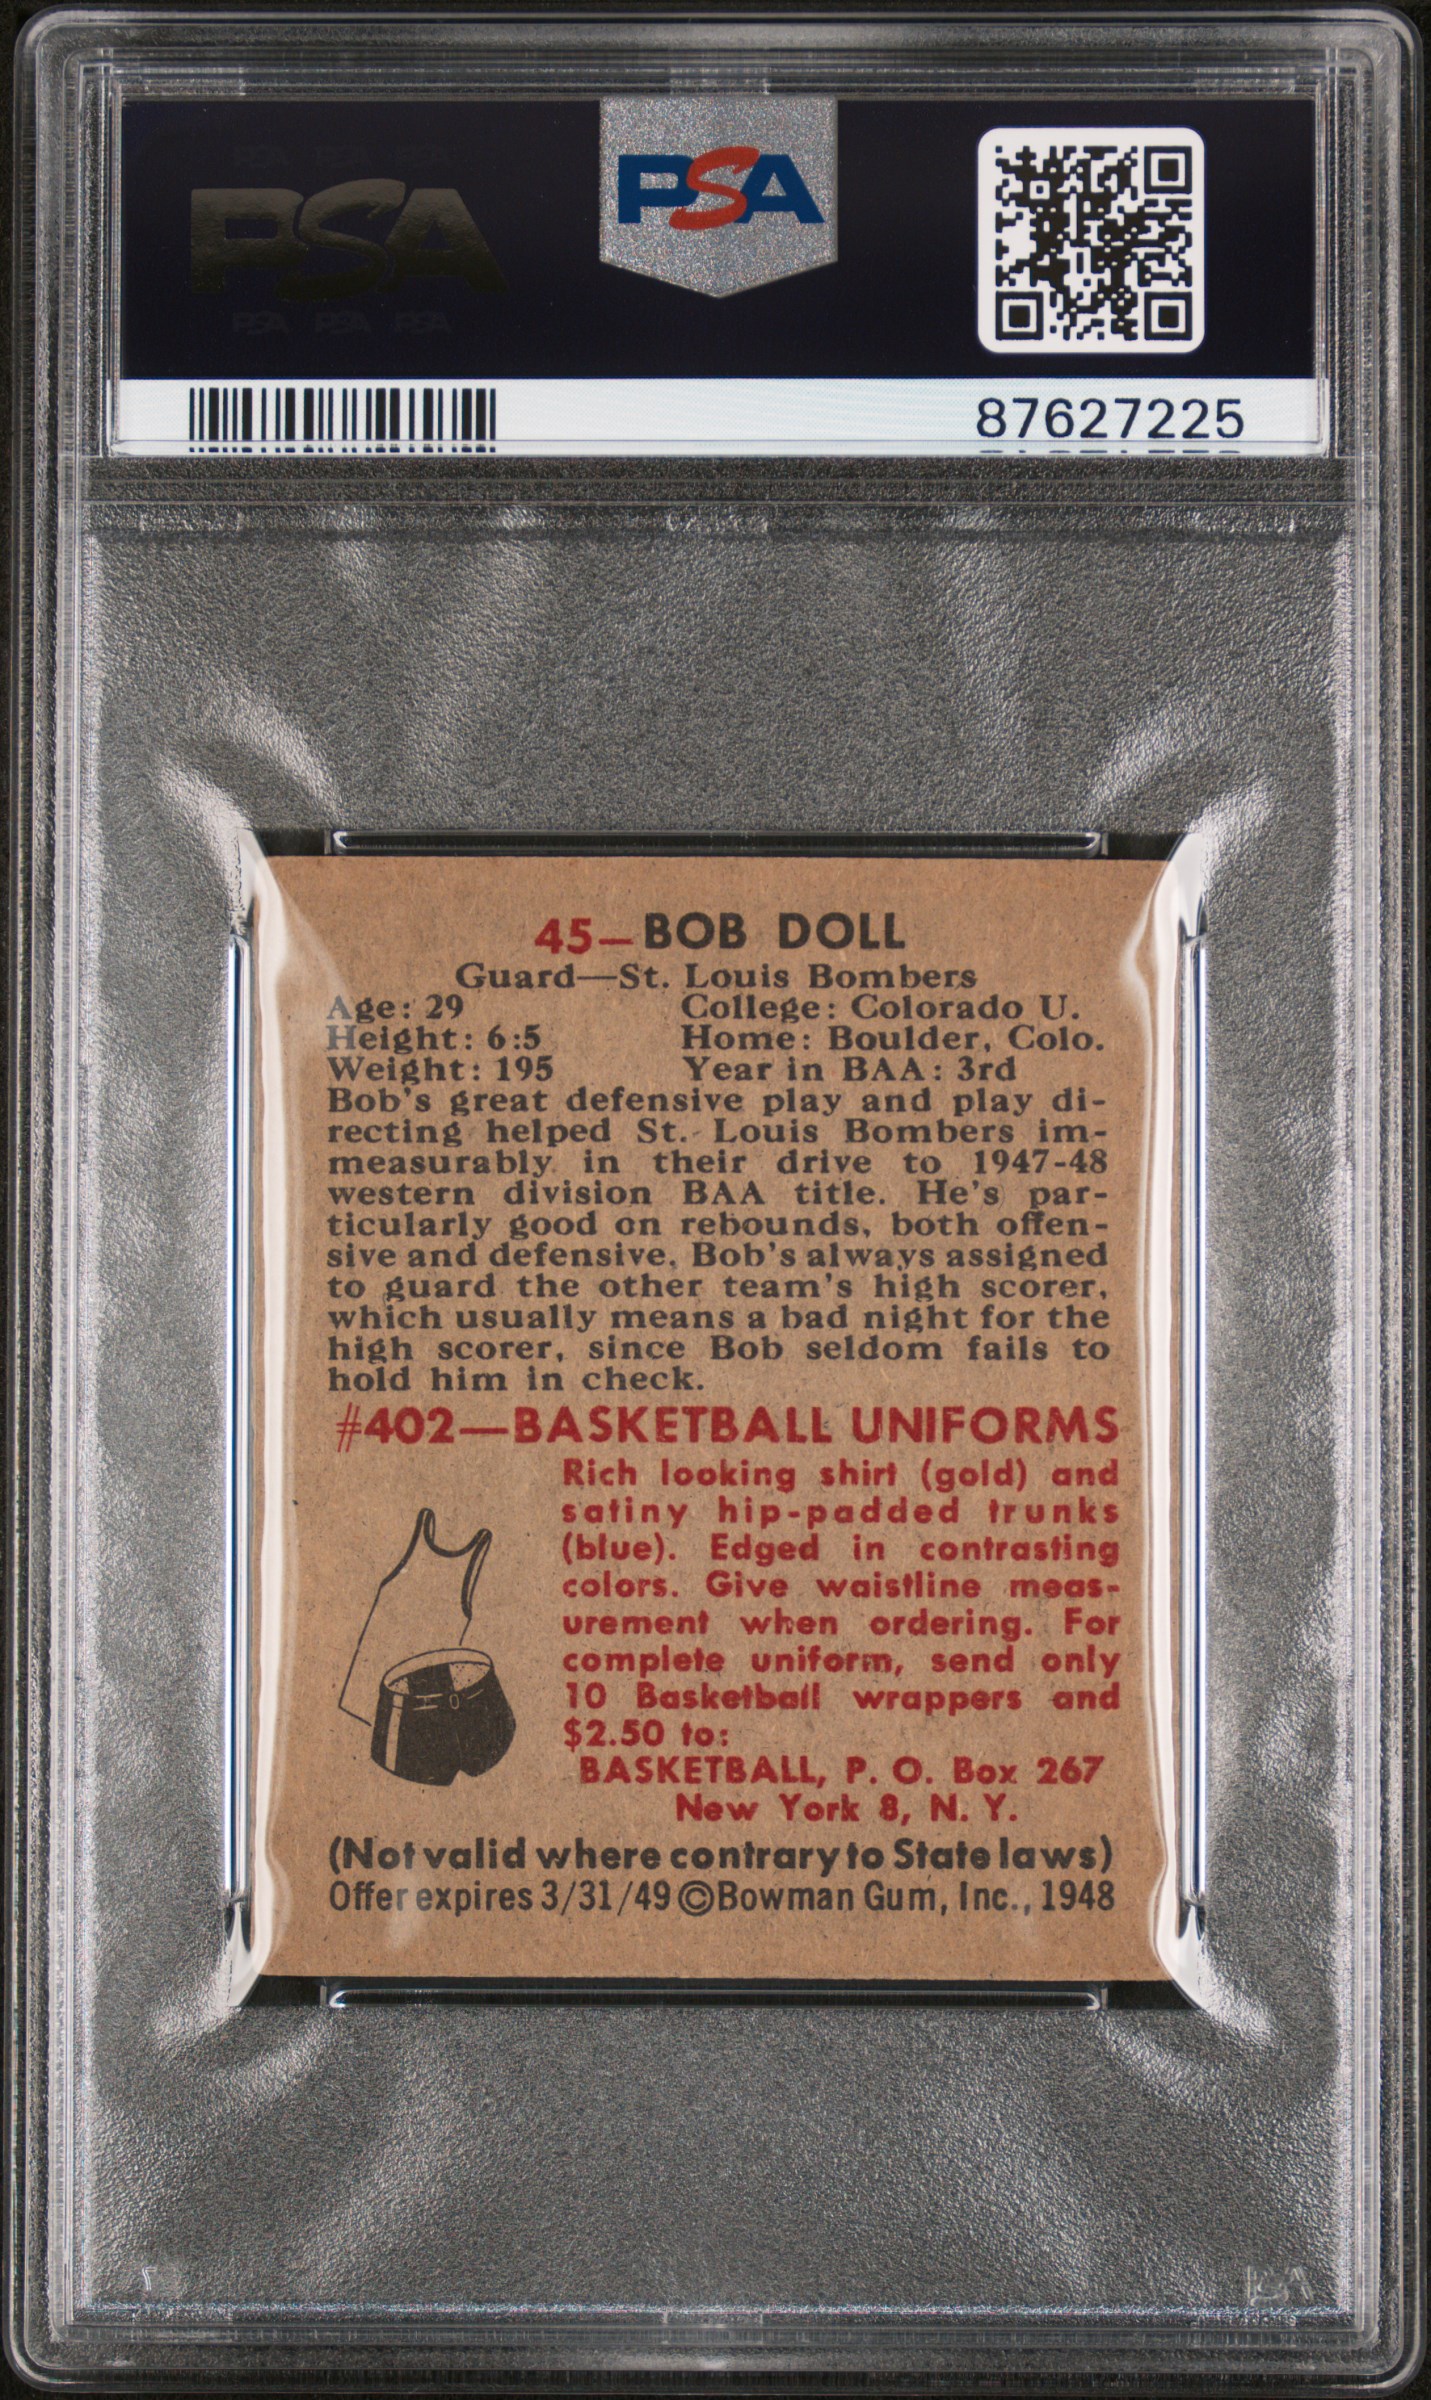 PSA
PSA
PSA PSA PSA
87627225
45—BOB DOLL
Guard—St. Louis Bombers
Age: 29 College: Colorado U.
Height: 6:5 Home: Boulder, Colo.
Weight: 195 Year in BAA: 3rd
Bob's great defensive play and play di-
recting helped St. Louis Bombers im-
measurably in their drive to 1947-48
western division BAA title. He's par-
ticularly good on rebounds, both offen-
sive and defensive. Bob's always assigned
to guard the other team's high scorer,
which usually means a bad night for the
high scorer, since Bob seldom fails to
hold him in check.
#402—BASKETBALL UNIFORMS
Rich looking shirt (gold) and
satiny hip-padded trunks
(blue). Edged in contrasting
colors. Give waistline meas-
urement when ordering. For
complete uniform, send only
10 Basketball wrappers and
$2.50 to:
BASKETBALL, P. O. Box 267
New York 8, N. Y.
(Not valid where contrary to State laws)
Offer expires 3/31/49 ©Bowman Gum, Inc., 1948
PSA